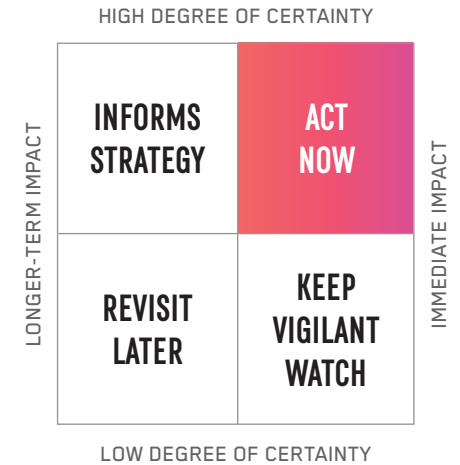 HIGH DEGREE OF CERTAINTY
LONGER-TERM IMPACT
INFORMS
STRATEGY
ACT
NOW
IMMEDIATE IMPACT
REVISIT
LATER
KEEP
VIGILANT
WATCH
LOW DEGREE OF CERTAINTY